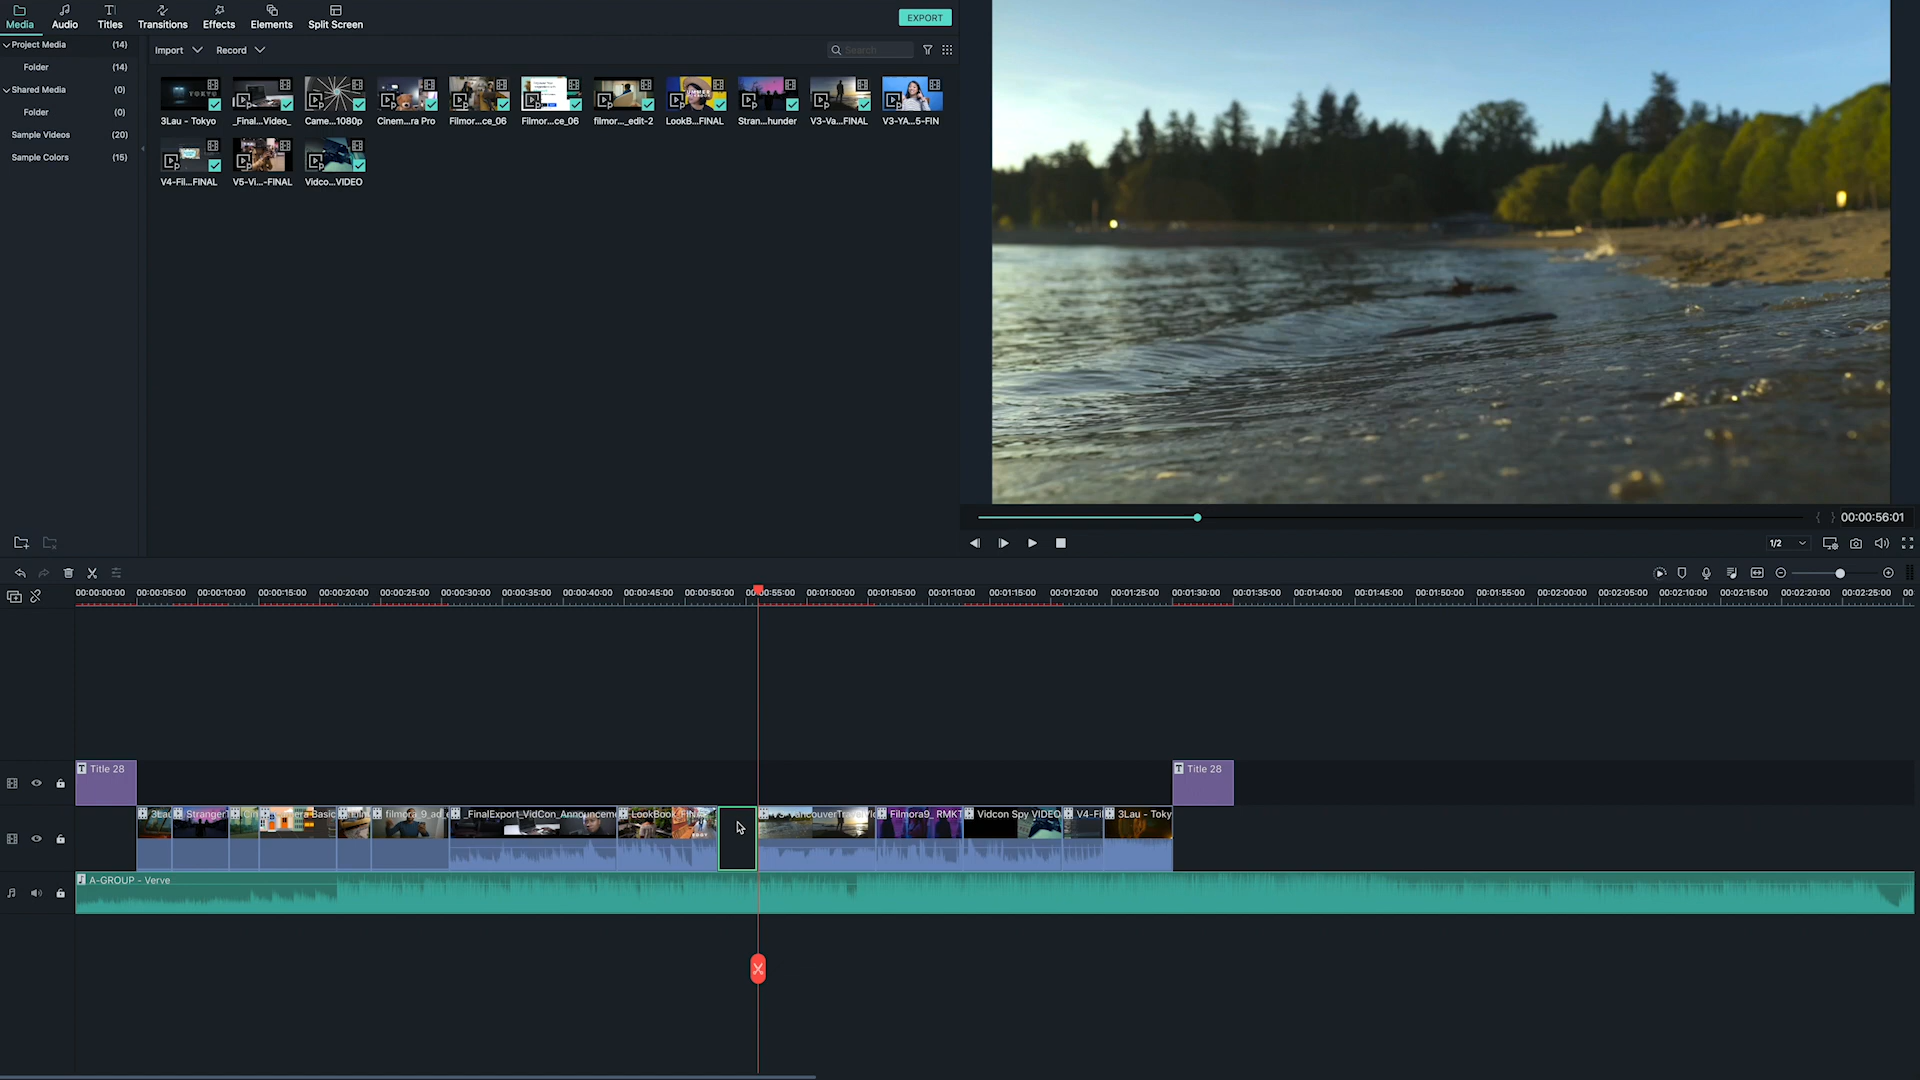 Media Audio Titles Transitions Effects Elements Split Screen EXPORT
Project Media (14)
Folder (14)
Shared Media (0)
Folder (0)
Sample Videos (20)
Sample Colors (15)
Import Record Search
3Lau - Tokyo _Final...Video_ Came...1080p Cinem...ra Pro Filmor...ce_06 Filmor...ce_06 filmor..._edit-2 LookB...FINAL Stran...hunder V3-Va...FINAL V3-YA...5-FIN
V4-Fil...FINAL V5-Vi...-FINAL Vidco...VIDEO
00:00:56:01
1/2
00:00:00:00 00:00:05:00 00:00:10:00 00:00:15:00 00:00:20:00 00:00:25:00 00:00:30:00 00:00:35:00 00:00:40:00 00:00:45:00 00:00:50:00 00:00:55:00 00:01:00:00 00:01:05:00 00:01:10:00 00:01:15:00 00:01:20:00 00:01:25:00 00:01:30:00 00:01:35:00 00:01:40:00 00:01:45:00 00:01:50:00 00:01:55:00 00:02:00:00 00:02:05:00 00:02:10:00 00:02:15:00 00:02:20:00 00:02:25:00 00
Title 28 Title 28
3Lau Stranger Basic filmora_9_ad_ _FinalExport_VidCon_Announcem LookBook-FINAL V3-VancouverTravelVi Filmora9_ RMKT Vidcon Spy VIDEO V4-Fil 3Lau - Toky
A-GROUP - Verve